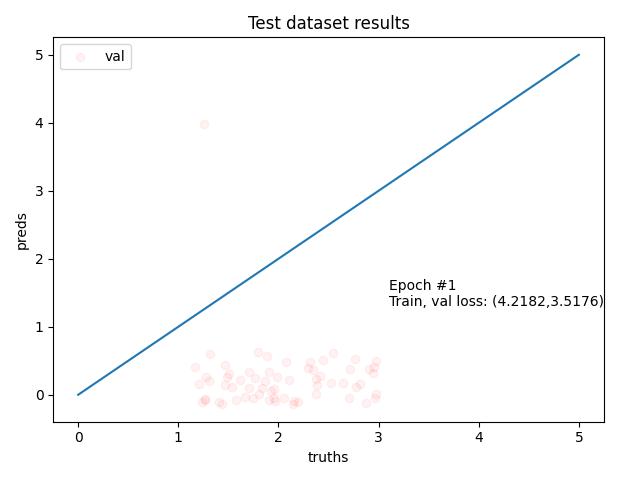 Test dataset results
val
5
4
3
2
1
0
preds
Epoch #1
Train, val loss: (4.2182,3.5176)
0 1 2 3 4 5
truths